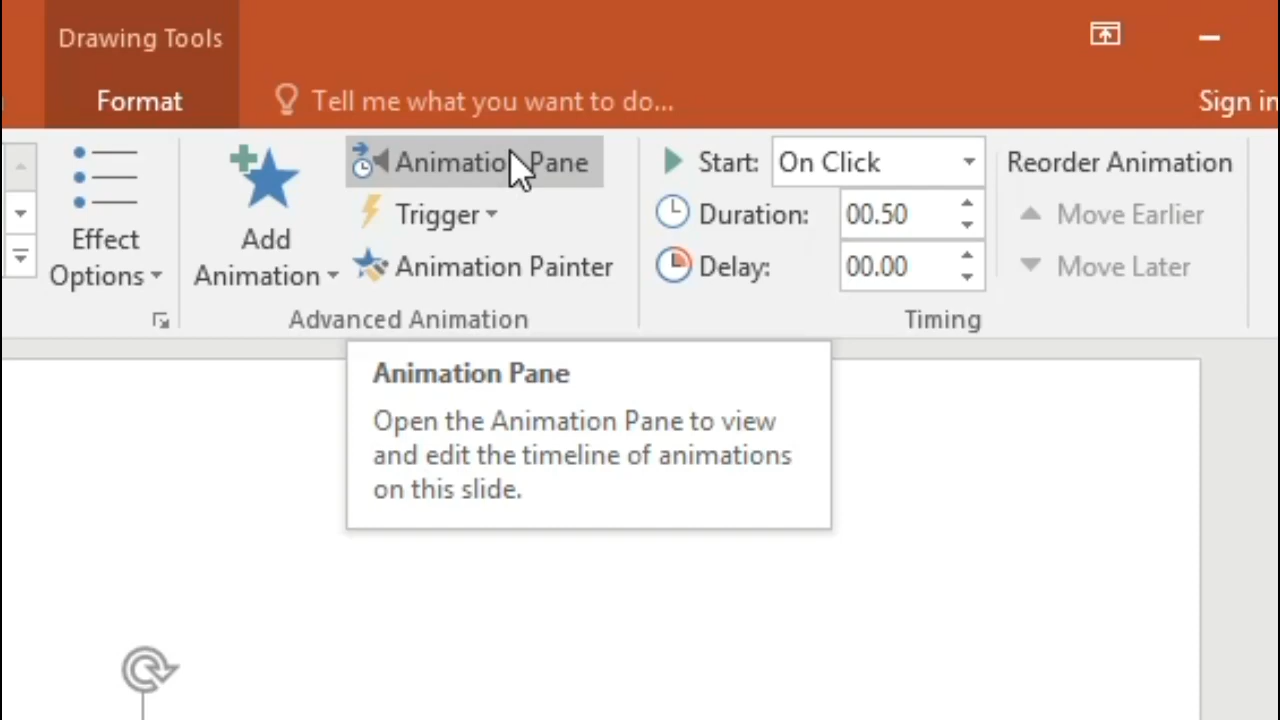 Drawing Tools
Format
Tell me what you want to do...
Sign in
Effect
Options
Add
Animation
Animation Pane
Trigger
Animation Painter
Advanced Animation
Start: On Click
Duration: 00.50
Delay: 00.00
Timing
Reorder Animation
Move Earlier
Move Later
Animation Pane
Open the Animation Pane to view
and edit the timeline of animations
on this slide.